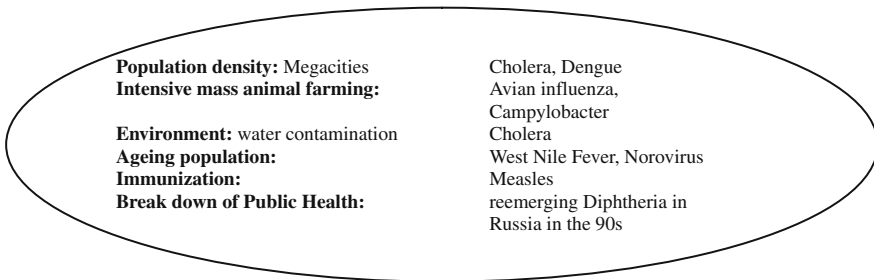 Population density: Megacities Cholera, Dengue
Intensive mass animal farming: Avian influenza,
Campylobacter
Environment: water contamination Cholera
Ageing population: West Nile Fever, Norovirus
Immunization: Measles
Break down of Public Health: reemerging Diphtheria in
Russia in the 90s